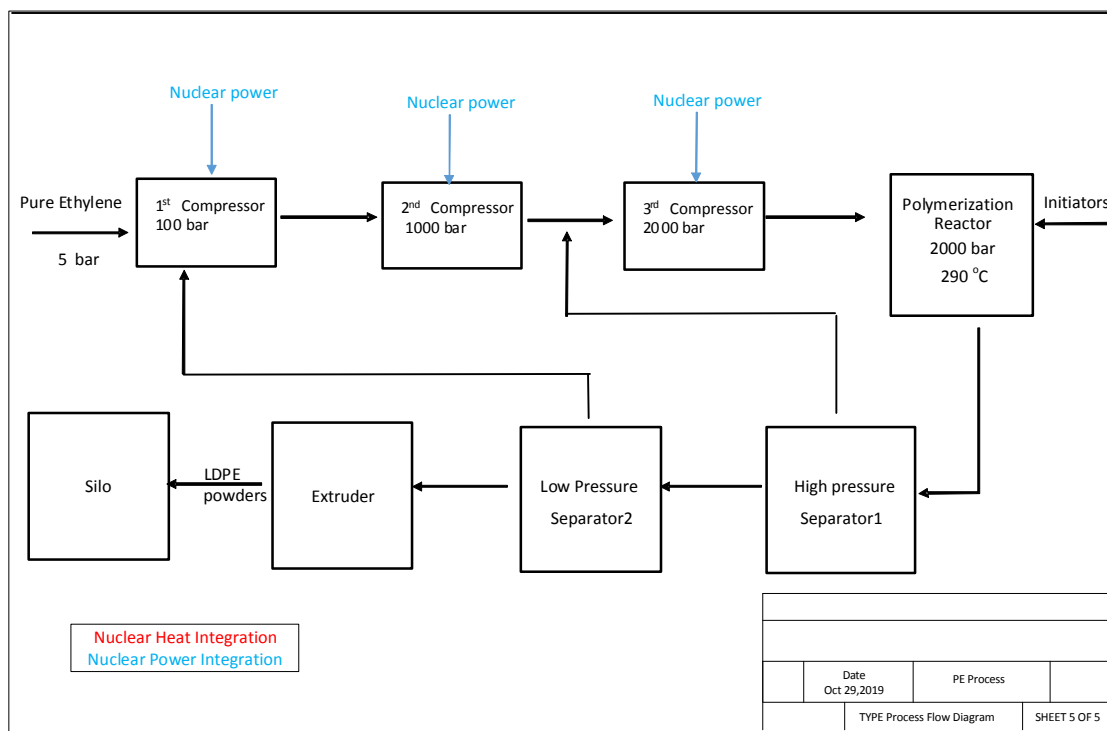 Nuclear power
Nuclear power
Nuclear power
Pure Ethylene
5 bar
1st Compressor
100 bar
2nd Compressor
1000 bar
3rd Compressor
2000 bar
Polymerization
Reactor
2000 bar
290 °C
Initiators
Silo
LDPE
powders
Extruder
Low Pressure
Separator2
High pressure
Separator1
Nuclear Heat Integration
Nuclear Power Integration
Date
Oct 29,2019
PE Process
TYPE Process Flow Diagram
SHEET 5 OF 5